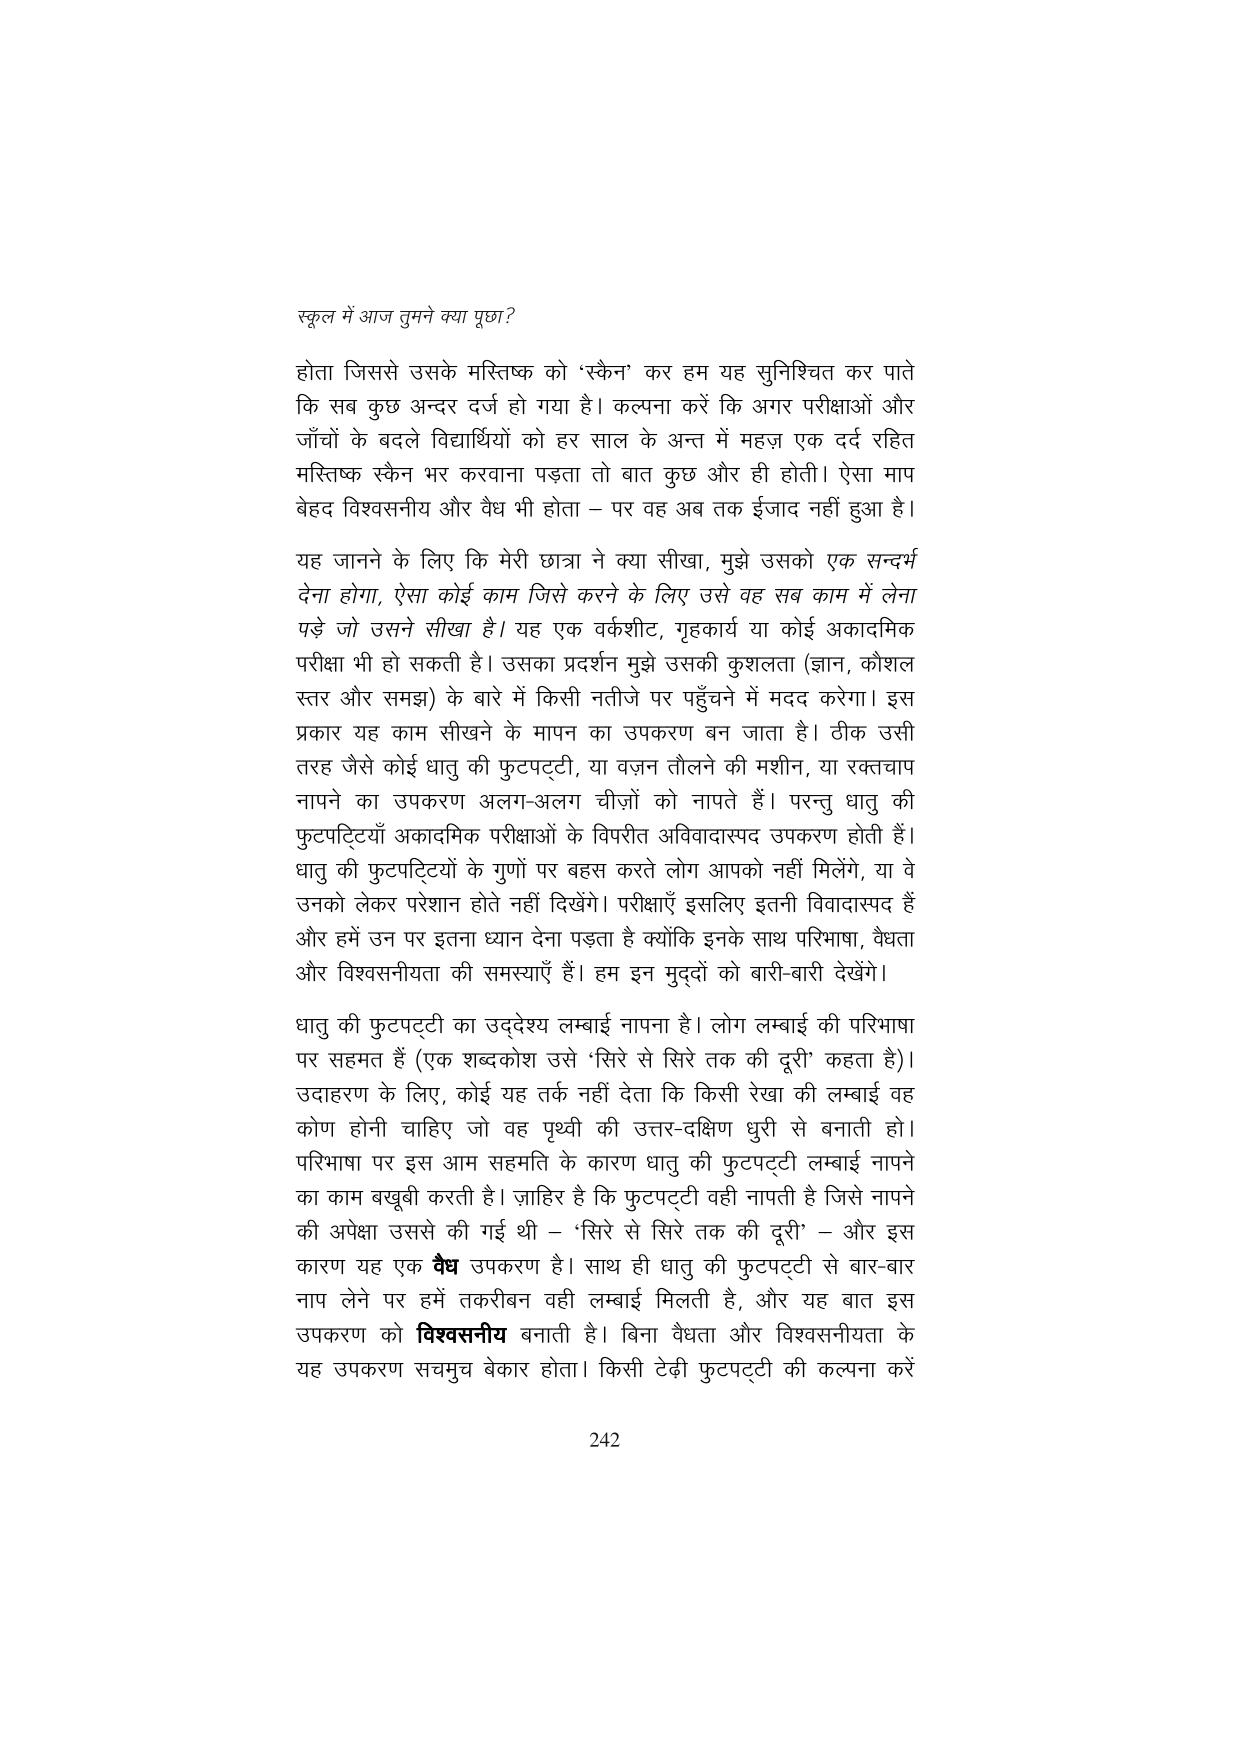 स्कूल में आज तुमने क्या पूछा?
होता जिससे उसके मस्तिष्क को ‘स्कैन’ कर हम यह सुनिश्चित कर पाते
कि सब कुछ अन्दर दर्ज हो गया है। कल्पना करें कि अगर परीक्षाओं और
जाँचों के बदले विद्यार्थियों को हर साल के अन्त में महज़ एक दर्द रहित
मस्तिष्क स्कैन भर करवाना पड़ता तो बात कुछ और ही होती। ऐसा माप
बेहद विश्वसनीय और वैध भी होता – पर वह अब तक ईजाद नहीं हुआ है।
यह जानने के लिए कि मेरी छात्रा ने क्या सीखा, मुझे उसको एक सन्दर्भ
देना होगा, ऐसा कोई काम जिसे करने के लिए उसे वह सब काम में लेना
पड़े जो उसने सीखा है। यह एक वर्कशीट, गृहकार्य या कोई अकादमिक
परीक्षा भी हो सकती है। उसका प्रदर्शन मुझे उसकी कुशलता (ज्ञान, कौशल
स्तर और समझ) के बारे में किसी नतीजे पर पहुँचने में मदद करेगा। इस
प्रकार यह काम सीखने के मापन का उपकरण बन जाता है। ठीक उसी
तरह जैसे कोई धातु की फुटपट्टी, या वज़न तौलने की मशीन, या रक्तचाप
नापने का उपकरण अलग-अलग चीज़ों को नापते हैं। परन्तु धातु की
फुटपट्टियाँ अकादमिक परीक्षाओं के विपरीत अविवादास्पद उपकरण होती हैं।
धातु की फुटपट्टियों के गुणों पर बहस करते लोग आपको नहीं मिलेंगे, या वे
उनको लेकर परेशान होते नहीं दिखेंगे। परीक्षाएँ इसलिए इतनी विवादास्पद हैं
और हमें उन पर इतना ध्यान देना पड़ता है क्योंकि इनके साथ परिभाषा, वैधता
और विश्वसनीयता की समस्याएँ हैं। हम इन मुद्दों को बारी-बारी देखेंगे।
धातु की फुटपट्टी का उद्देश्य लम्बाई नापना है। लोग लम्बाई की परिभाषा
पर सहमत हैं (एक शब्दकोश उसे ‘सिरे से सिरे तक की दूरी’ कहता है)।
उदाहरण के लिए, कोई यह तर्क नहीं देता कि किसी रेखा की लम्बाई वह
कोण होनी चाहिए जो वह पृथ्वी की उत्तर-दक्षिण धुरी से बनाती हो।
परिभाषा पर इस आम सहमति के कारण धातु की फुटपट्टी लम्बाई नापने
का काम बखूबी करती है। ज़ाहिर है कि फुटपट्टी वही नापती है जिसे नापने
की अपेक्षा उससे की गई थी – ‘सिरे से सिरे तक की दूरी’ – और इस
कारण यह एक वैध उपकरण है। साथ ही धातु की फुटपट्टी से बार-बार
नाप लेने पर हमें तकरीबन वही लम्बाई मिलती है, और यह बात इस
उपकरण को विश्वसनीय बनाती है। बिना वैधता और विश्वसनीयता के
यह उपकरण सचमुच बेकार होता। किसी टेढ़ी फुटपट्टी की कल्पना करें
242